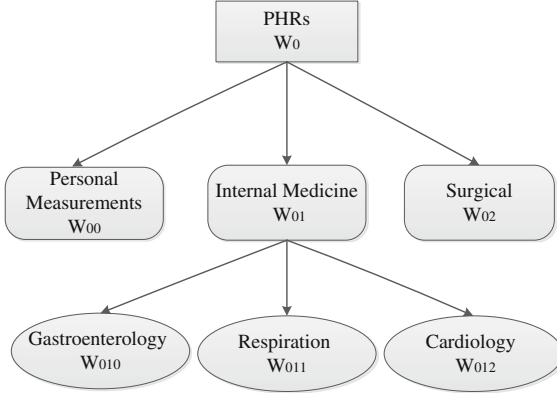 PHRs
W0
Personal
Measurements
W00
Internal Medicine
W01
Surgical
W02
Gastroenterology
W010
Respiration
W011
Cardiology
W012